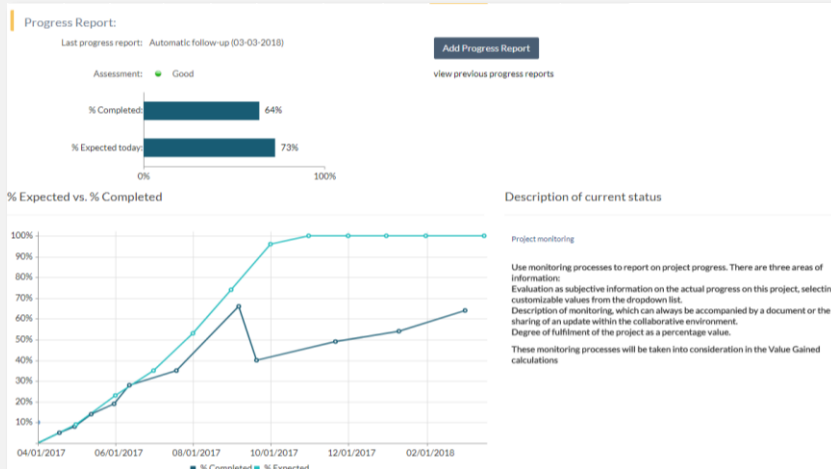 Progress Report:
Last progress report: Automatic follow-up (03-03-2018)
Add Progress Report
Assessment: Good
view previous progress reports
% Completed: 64%
% Expected today: 73%
0% 100%
% Expected vs. % Completed
Description of current status
100%
90%
80%
70%
60%
50%
40%
30%
20%
10%
04/01/2017 06/01/2017 08/01/2017 10/01/2017 12/01/2017 02/01/2018
% Completed % Expected
Project monitoring
Use monitoring processes to report on project progress. There are three areas of
information:
Evaluation as subjective information on the actual progress on this project, selectin
customizable values from the dropdown list.
Description of monitoring, which can always be accompanied by a document or the
sharing of an update within the collaborative environment.
Degree of fulfilment of the project as a percentage value.
These monitoring processes will be taken into consideration in the Value Gained
calculations